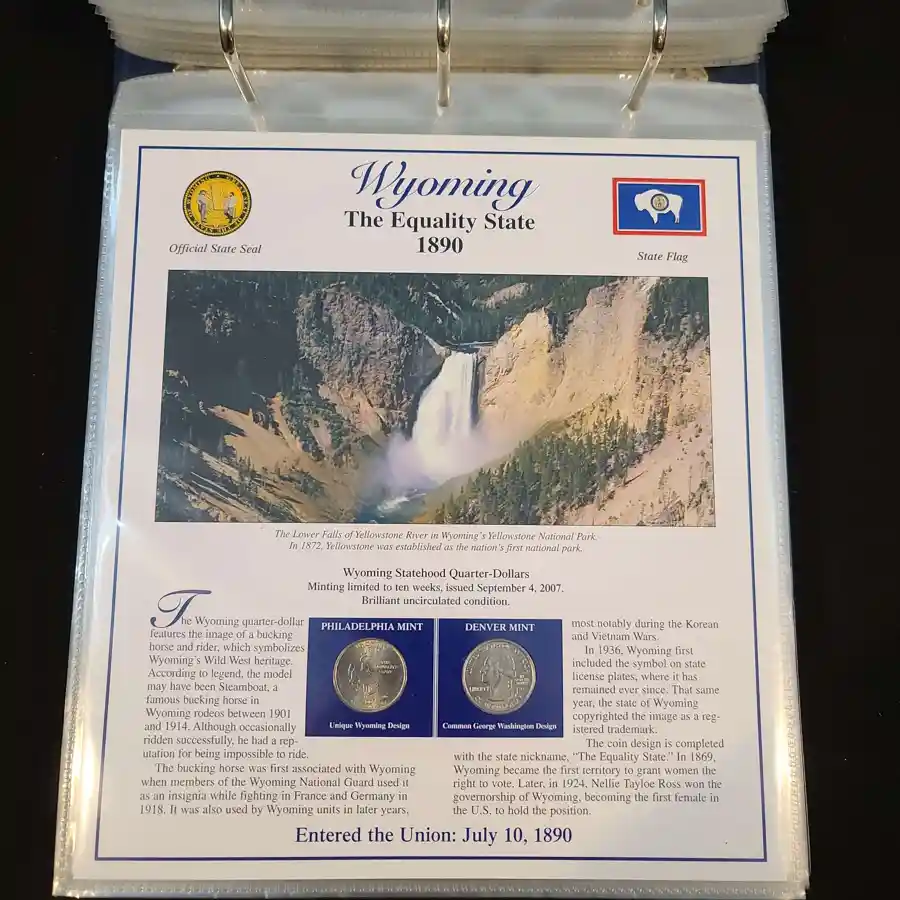 Wyoming
The Equality State
1890
Official State Seal
State Flag
The Lower Falls of Yellowstone River in Wyoming's Yellowstone National Park.
In 1872, Yellowstone was established as the nation's first national park.
Wyoming Statehood Quarter-Dollars
Minting limited to ten weeks, issued September 4, 2007.
Brilliant uncirculated condition.
The Wyoming quarter-dollar
features the image of a bucking
horse and rider, which symbolizes
Wyoming's Wild West heritage.
According to legend, the model
may have been Steamboat, a
famous bucking horse in
Wyoming rodeos between 1901
and 1914. Although occasionally
ridden successfully, he had a rep-
utation for being impossible to ride.
The bucking horse was first associated with Wyoming
when members of the Wyoming National Guard used it
as an insignia while fighting in France and Germany in
1918. It was also used by Wyoming units in later years,
PHILADELPHIA MINT
Unique Wyoming Design
DENVER MINT
LIBERTY
Common George Washington Design
most notably during the Korean
and Vietnam Wars.
In 1936, Wyoming first
included the symbol on state
license plates, where it has
remained ever since. That same
year, the state of Wyoming
copyrighted the image as a reg-
istered trademark.
The coin design is completed
with the state nickname, "The Equality State." In 1869,
Wyoming became the first territory to grant women the
right to vote. Later, in 1924, Nellie Tayloe Ross won the
governorship of Wyoming, becoming the first female in
the U.S. to hold the position.
Entered the Union: July 10, 1890